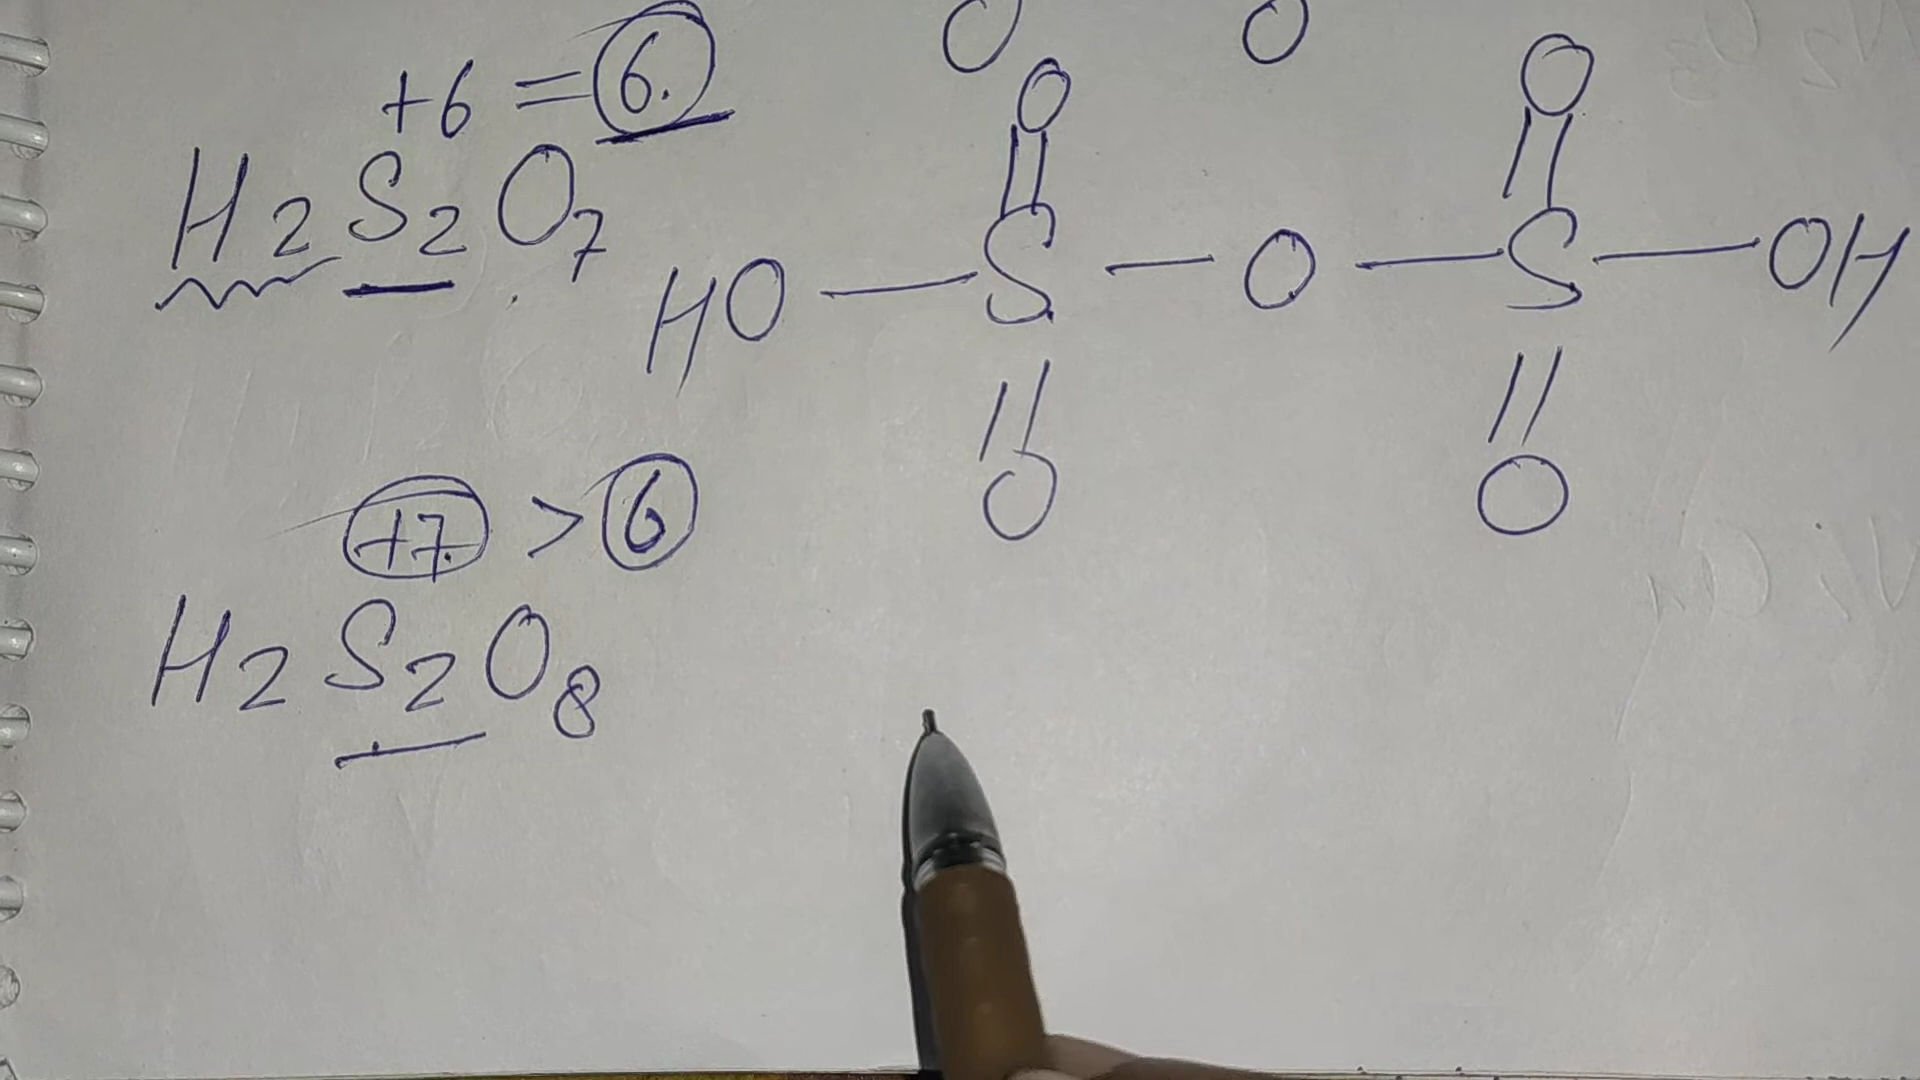 O O
+6 = 6.
H2S2O7
O O
HO — S — O — S — OH
O O
+7. > 6
H2S2O8